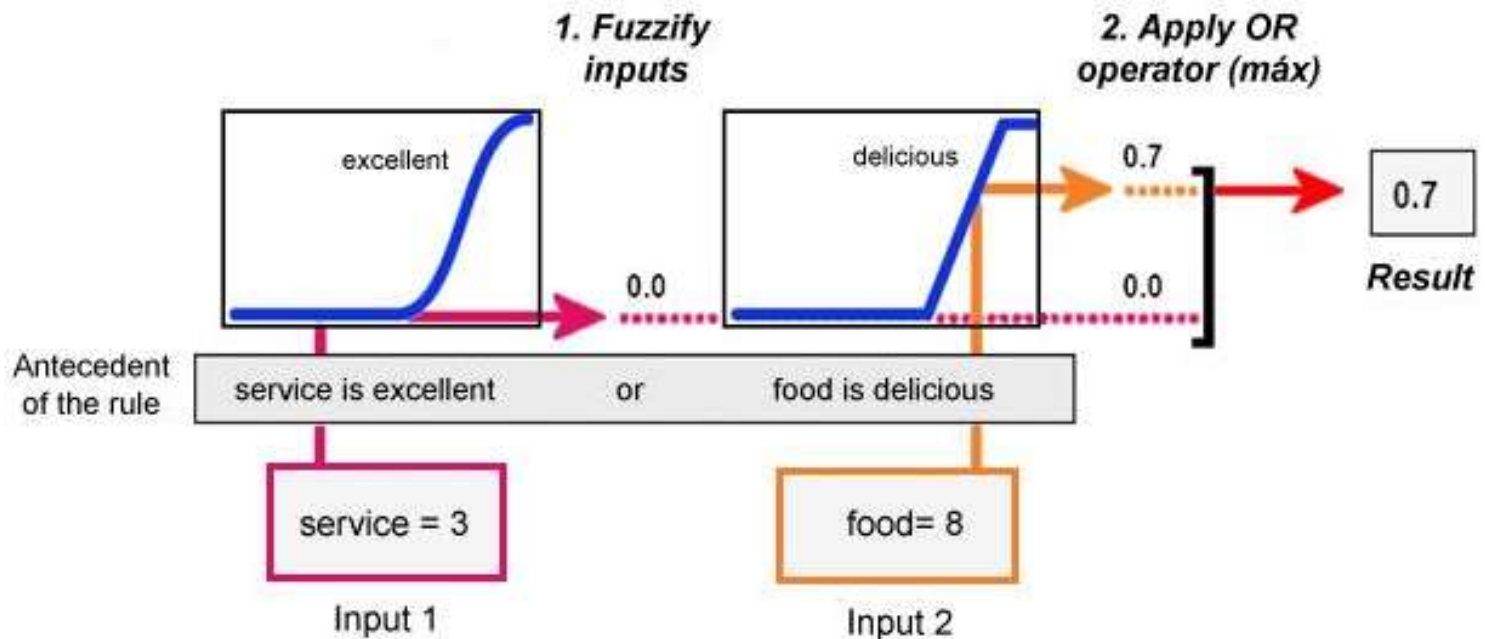 1. Fuzzify
inputs
2. Apply OR
operator (máx)
excellent
delicious
0.7
0.7
0.0
0.0
Result
Antecedent
of the rule
service is excellent or food is delicious
service = 3
food= 8
Input 1
Input 2